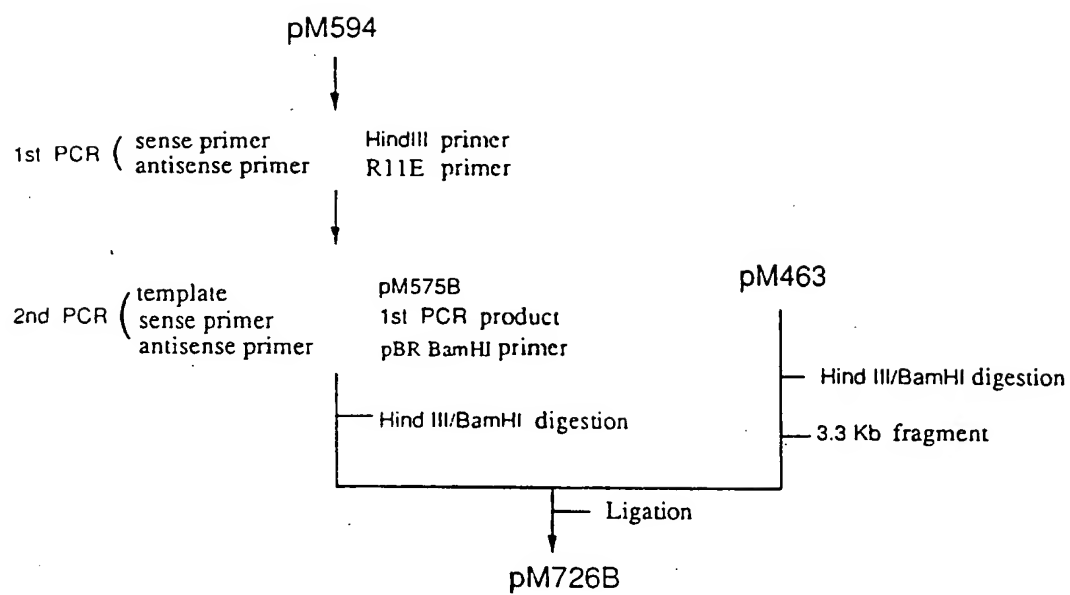 pM594
1st PCR ( sense primer HindIII primer
antisense primer R11E primer
template pM575B
2nd PCR ( sense primer 1st PCR product
antisense primer pBR BamHI primer
pM463
Hind III/BamHI digestion
Hind III/BamHI digestion
3.3 Kb fragment
Ligation
pM726B